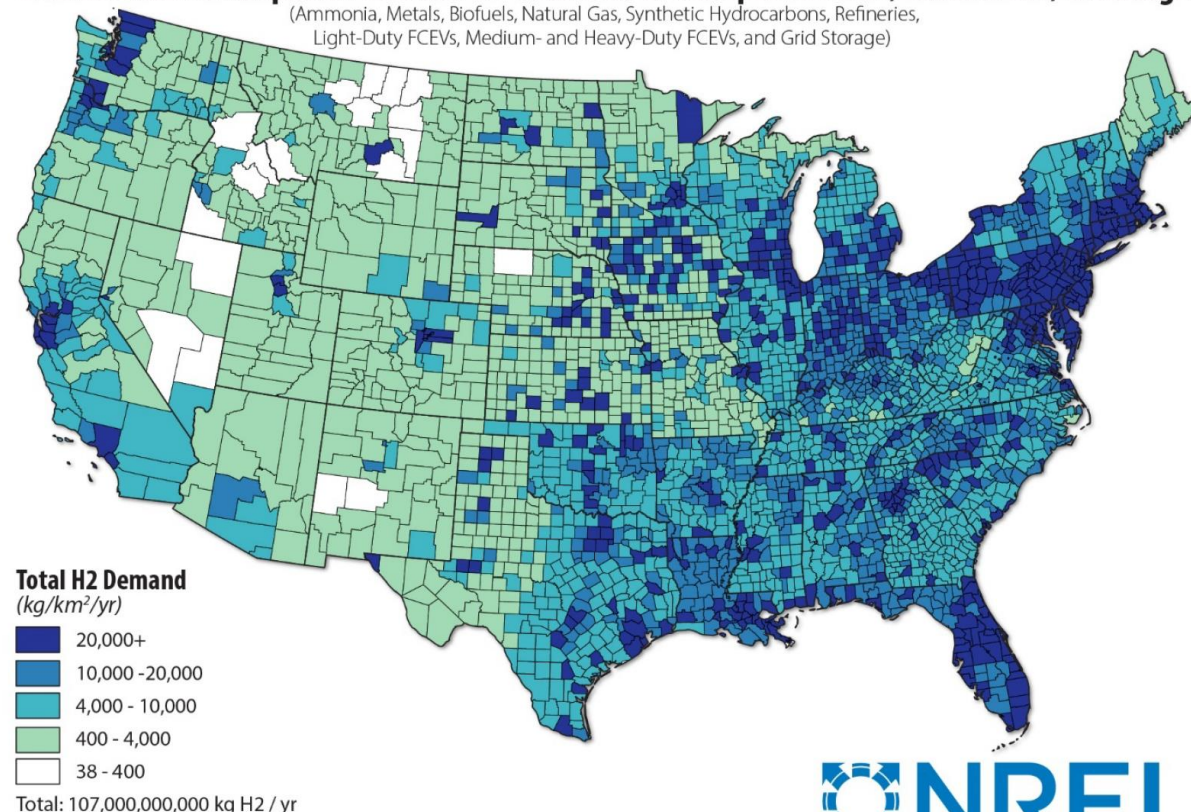 (Ammonia, Metals, Biofuels, Natural Gas, Synthetic Hydrocarbons, Refineries,
Light-Duty FCEVs, Medium- and Heavy-Duty FCEVs, and Grid Storage)
Total H2 Demand
(kg/km²/yr)
20,000+
10,000 -20,000
4,000 - 10,000
400 - 4,000
38 - 400
Total: 107,000,000,000 kg H2 / yr
NREL